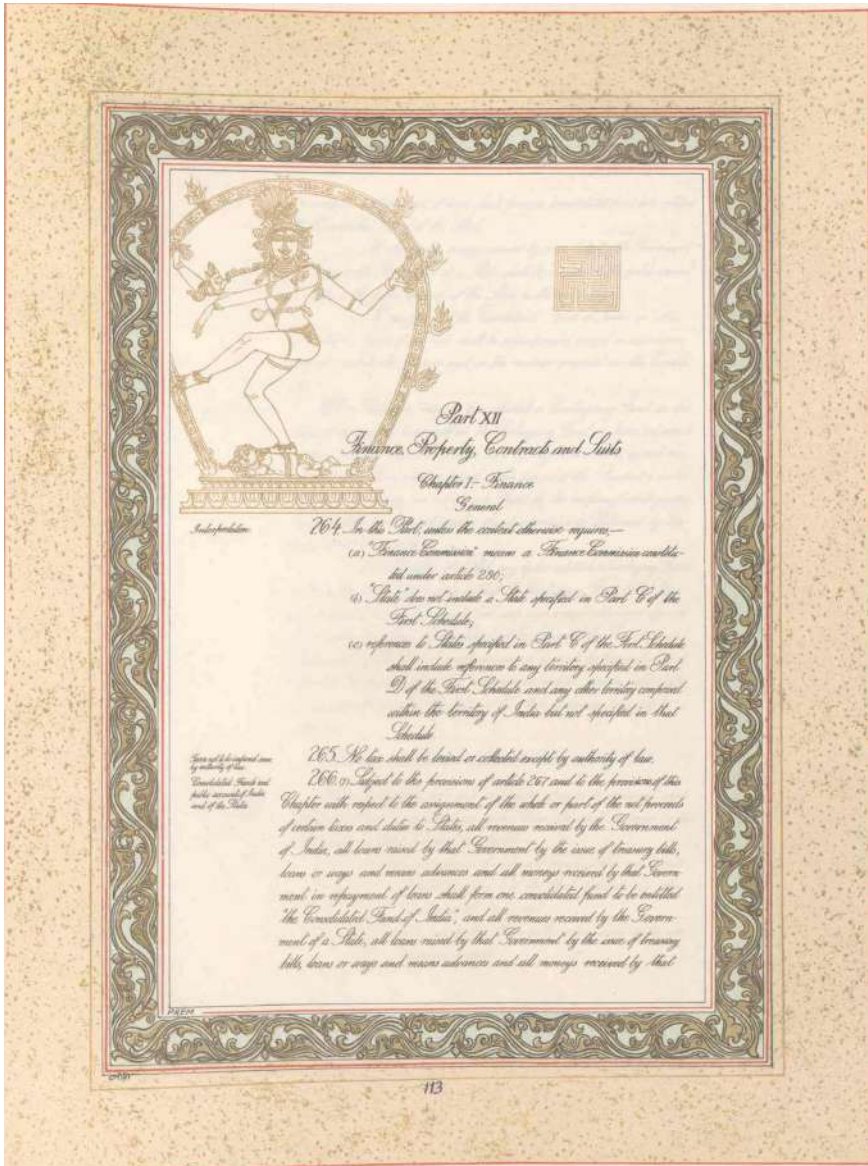 Part XII
Finance, Property, Contracts and Suits
Chapter I.- Finance
General
Interpretation.
264. In this Part, unless the context otherwise requires,—
(a) "Finance Commission" means a Finance Commission constitu-
ted under article 280;
(b) "State" does not include a State specified in Part C of the
First Schedule;
(c) references to States specified in Part C of the First Schedule
shall include references to any territory specified in Part
D of the First Schedule and any other territory comprised
within the territory of India but not specified in that
Schedule.
Taxes not to be imposed save
by authority of law.
265. No tax shall be levied or collected except by authority of law.
Consolidated Funds and
public accounts of India
and of the States.
266. (1) Subject to the provisions of article 267 and to the provisions of this
Chapter with respect to the assignment of the whole or part of the net proceeds
of certain taxes and duties to States, all revenues received by the Government
of India, all loans raised by that Government by the issue of treasury bills,
loans or ways and means advances and all moneys received by that Govern-
ment in repayment of loans shall form one consolidated fund to be entitled
"the Consolidated Fund of India", and all revenues received by the Govern-
ment of a State, all loans raised by that Government by the issue of treasury
bills, loans or ways and means advances and all moneys received by that
PREM
113